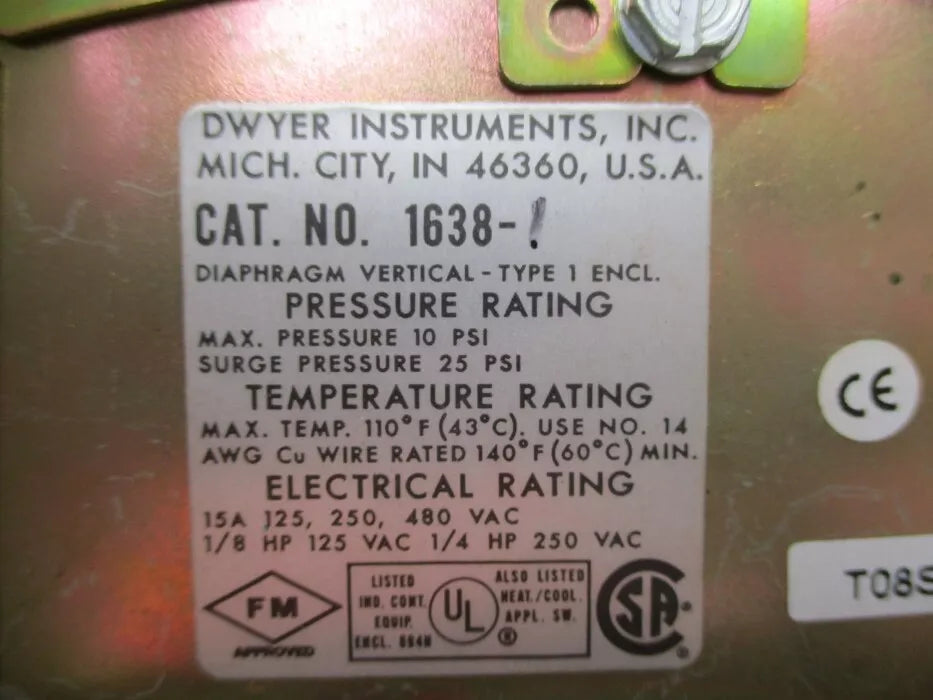 DWYER INSTRUMENTS, INC.
MICH. CITY, IN 46360, U.S.A.
CAT. NO. 1638-1
DIAPHRAGM VERTICAL - TYPE 1 ENCL.
PRESSURE RATING
MAX. PRESSURE 10 PSI
SURGE PRESSURE 25 PSI
TEMPERATURE RATING
MAX. TEMP. 110°F (43°C). USE NO. 14
AWG Cu WIRE RATED 140°F (60°C) MIN.
ELECTRICAL RATING
15A 125, 250, 480 VAC
1/8 HP 125 VAC 1/4 HP 250 VAC
FM
APPROVED
LISTED
IND. CONT.
EQUIP.
ENCL. 894N
UL
®
ALSO LISTED
HEAT./COOL.
APPL. SW.
SA
®
CE
T08S